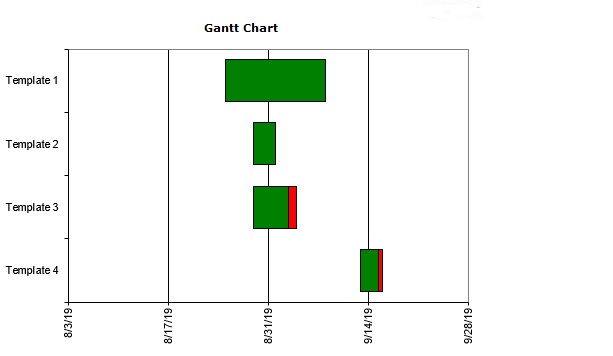 Gantt Chart
Template 1
Template 2
Template 3
Template 4
8/3/19
8/17/19
8/31/19
9/14/19
9/28/19